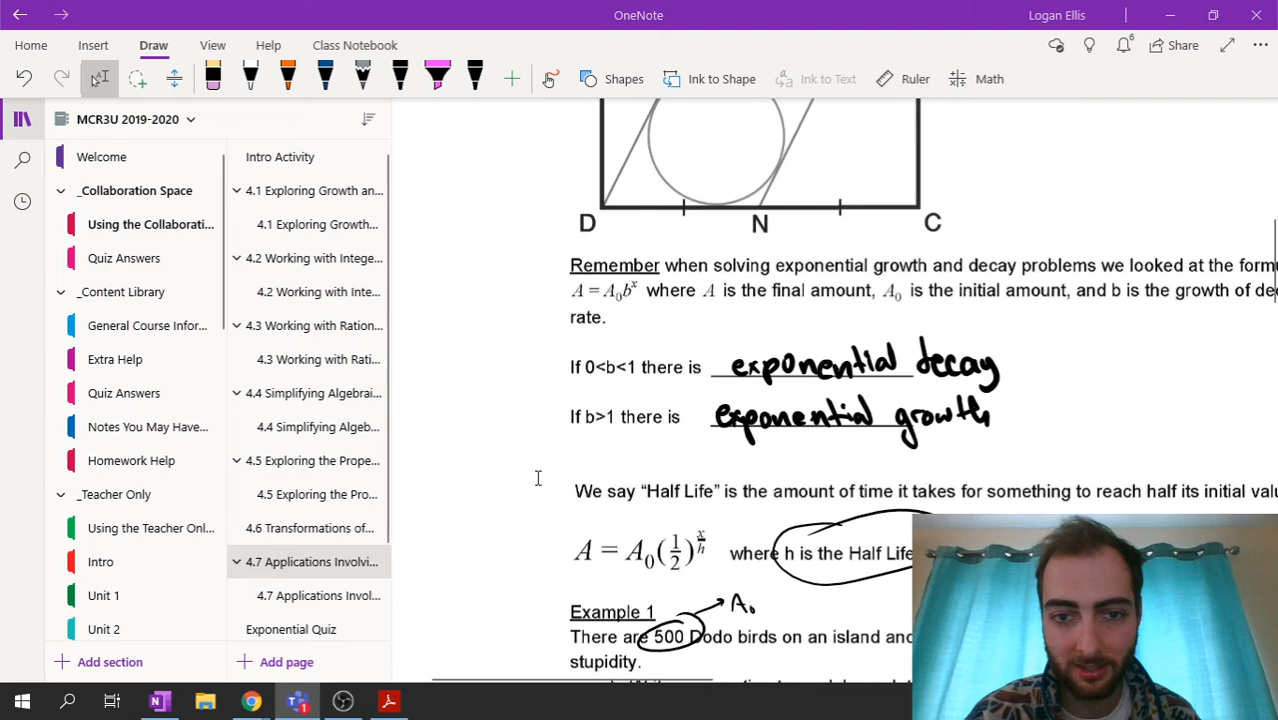 OneNote
Logan Ellis
Home Insert Draw View Help Class Notebook
6
Share
Shapes Ink to Shape Ink to Text Ruler Math
MCR3U 2019-2020
Welcome
_Collaboration Space
Using the Collaborati...
Quiz Answers
_Content Library
General Course Infor...
Extra Help
Quiz Answers
Notes You May Have...
Homework Help
_Teacher Only
Using the Teacher Onl...
Intro
Unit 1
Unit 2
Add section
Intro Activity
4.1 Exploring Growth an...
4.1 Exploring Growth...
4.2 Working with Intege...
4.2 Working with Inte...
4.3 Working with Ration...
4.3 Working with Rati...
4.4 Simplifying Algebrai...
4.4 Simplifying Algeb...
4.5 Exploring the Prope...
4.5 Exploring the Pro...
4.6 Transformations of...
4.7 Applications Involvi...
4.7 Applications Invol...
Exponential Quiz
Add page
D N C
Remember when solving exponential growth and decay problems we looked at the formu
A = A₀bˣ where A is the final amount, A₀ is the initial amount, and b is the growth of de
rate.
If 0<b<1 there is exponential decay
If b>1 there is exponential growth
We say “Half Life” is the amount of time it takes for something to reach half its initial valu
A = A₀(1/2)^(x/h) where h is the Half Life
Example 1
A₀
There are 500 Dodo birds on an island and
stupidity.
1